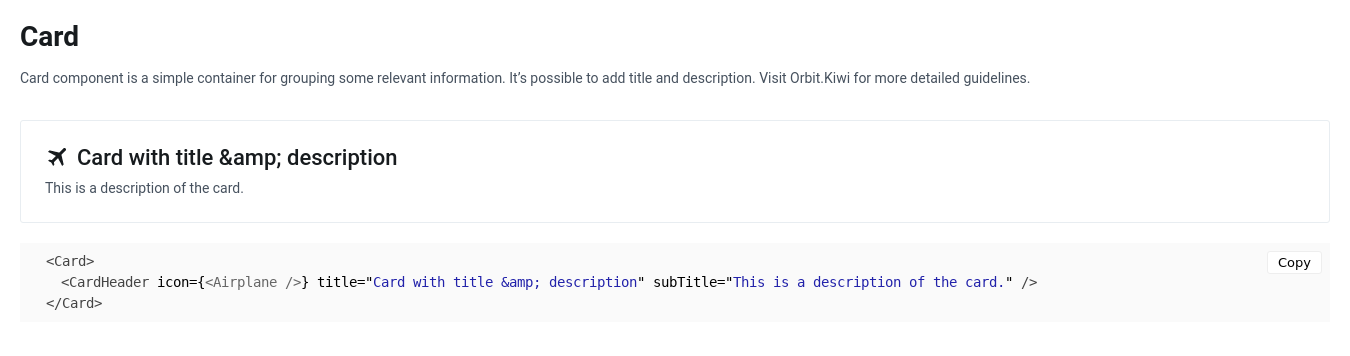 Card
Card component is a simple container for grouping some relevant information. It’s possible to add title and description. Visit Orbit.Kiwi for more detailed guidelines.
Card with title &amp; description
This is a description of the card.
Copy
<Card>
<CardHeader icon={<Airplane />} title="Card with title &amp; description" subTitle="This is a description of the card." />
</Card>